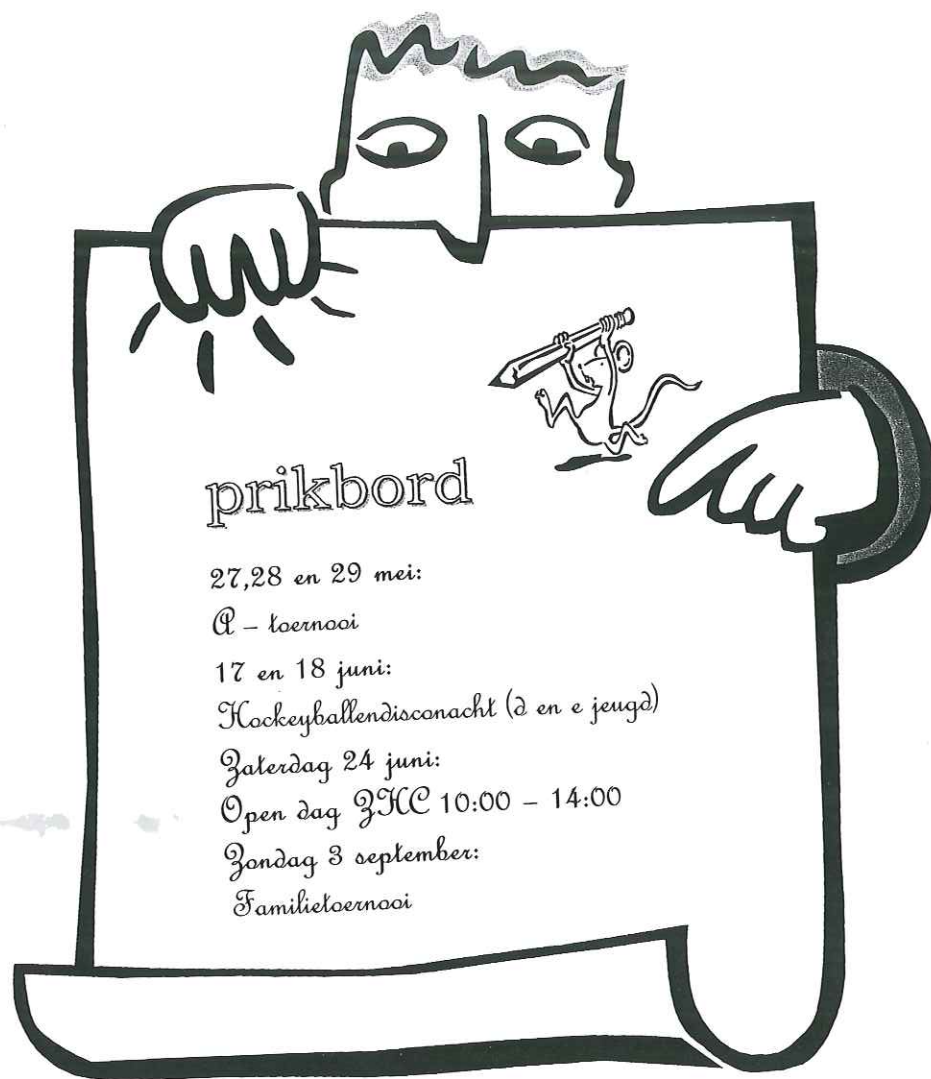 prikbord
27,28 en 29 mei:
A – toernooi
17 en 18 juni:
Hockeyballendisconacht (d en e jeugd)
Zaterdag 24 juni:
Open dag ZHC 10:00 – 14:00
Zondag 3 september:
Familietoernooi